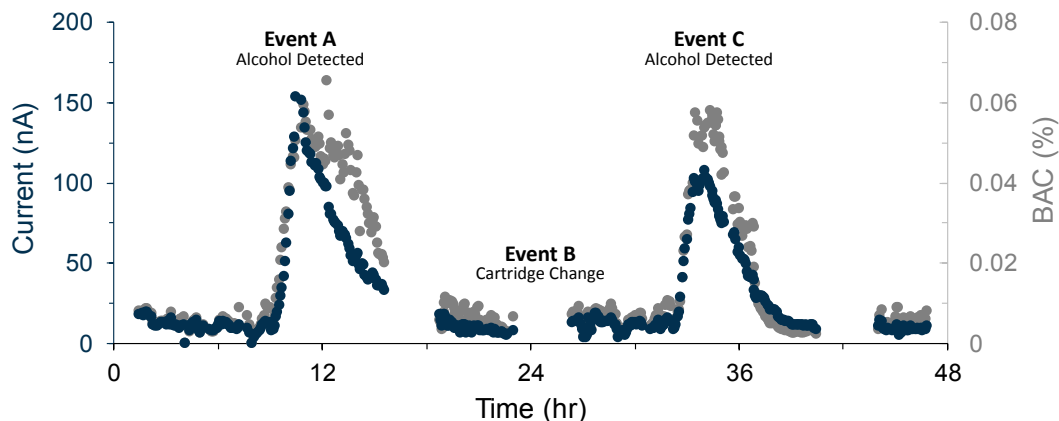 200
150
100
50
0
Current (nA)
Event A
Alcohol Detected
Event B
Cartridge Change
Event C
Alcohol Detected
0.08
0.06
0.04
0.02
0
BAC (%)
0
12
24
36
48
Time (hr)